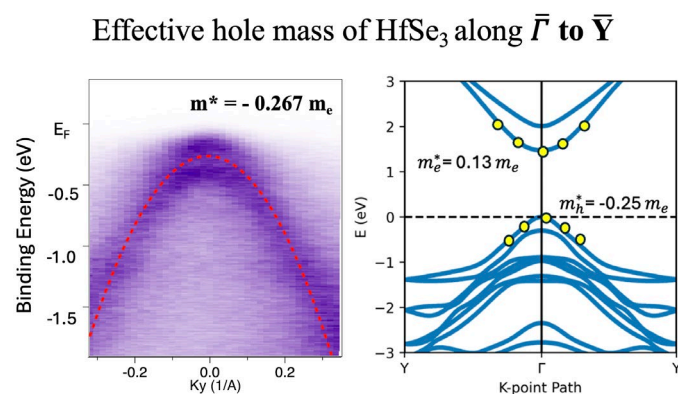 Effective hole mass of HfSe₃ along Γ̅ to Y̅
m* = - 0.267 mₑ
E_F
-0.5
-1.0
-1.5
Binding Energy (eV)
-0.2 0.0 0.2
Ky (1/A)
3
2
1
0
−1
−2
−3
E (eV)
m*ₑ= 0.13 mₑ
m*ₕ= -0.25 mₑ
Y Γ Y
K-point Path